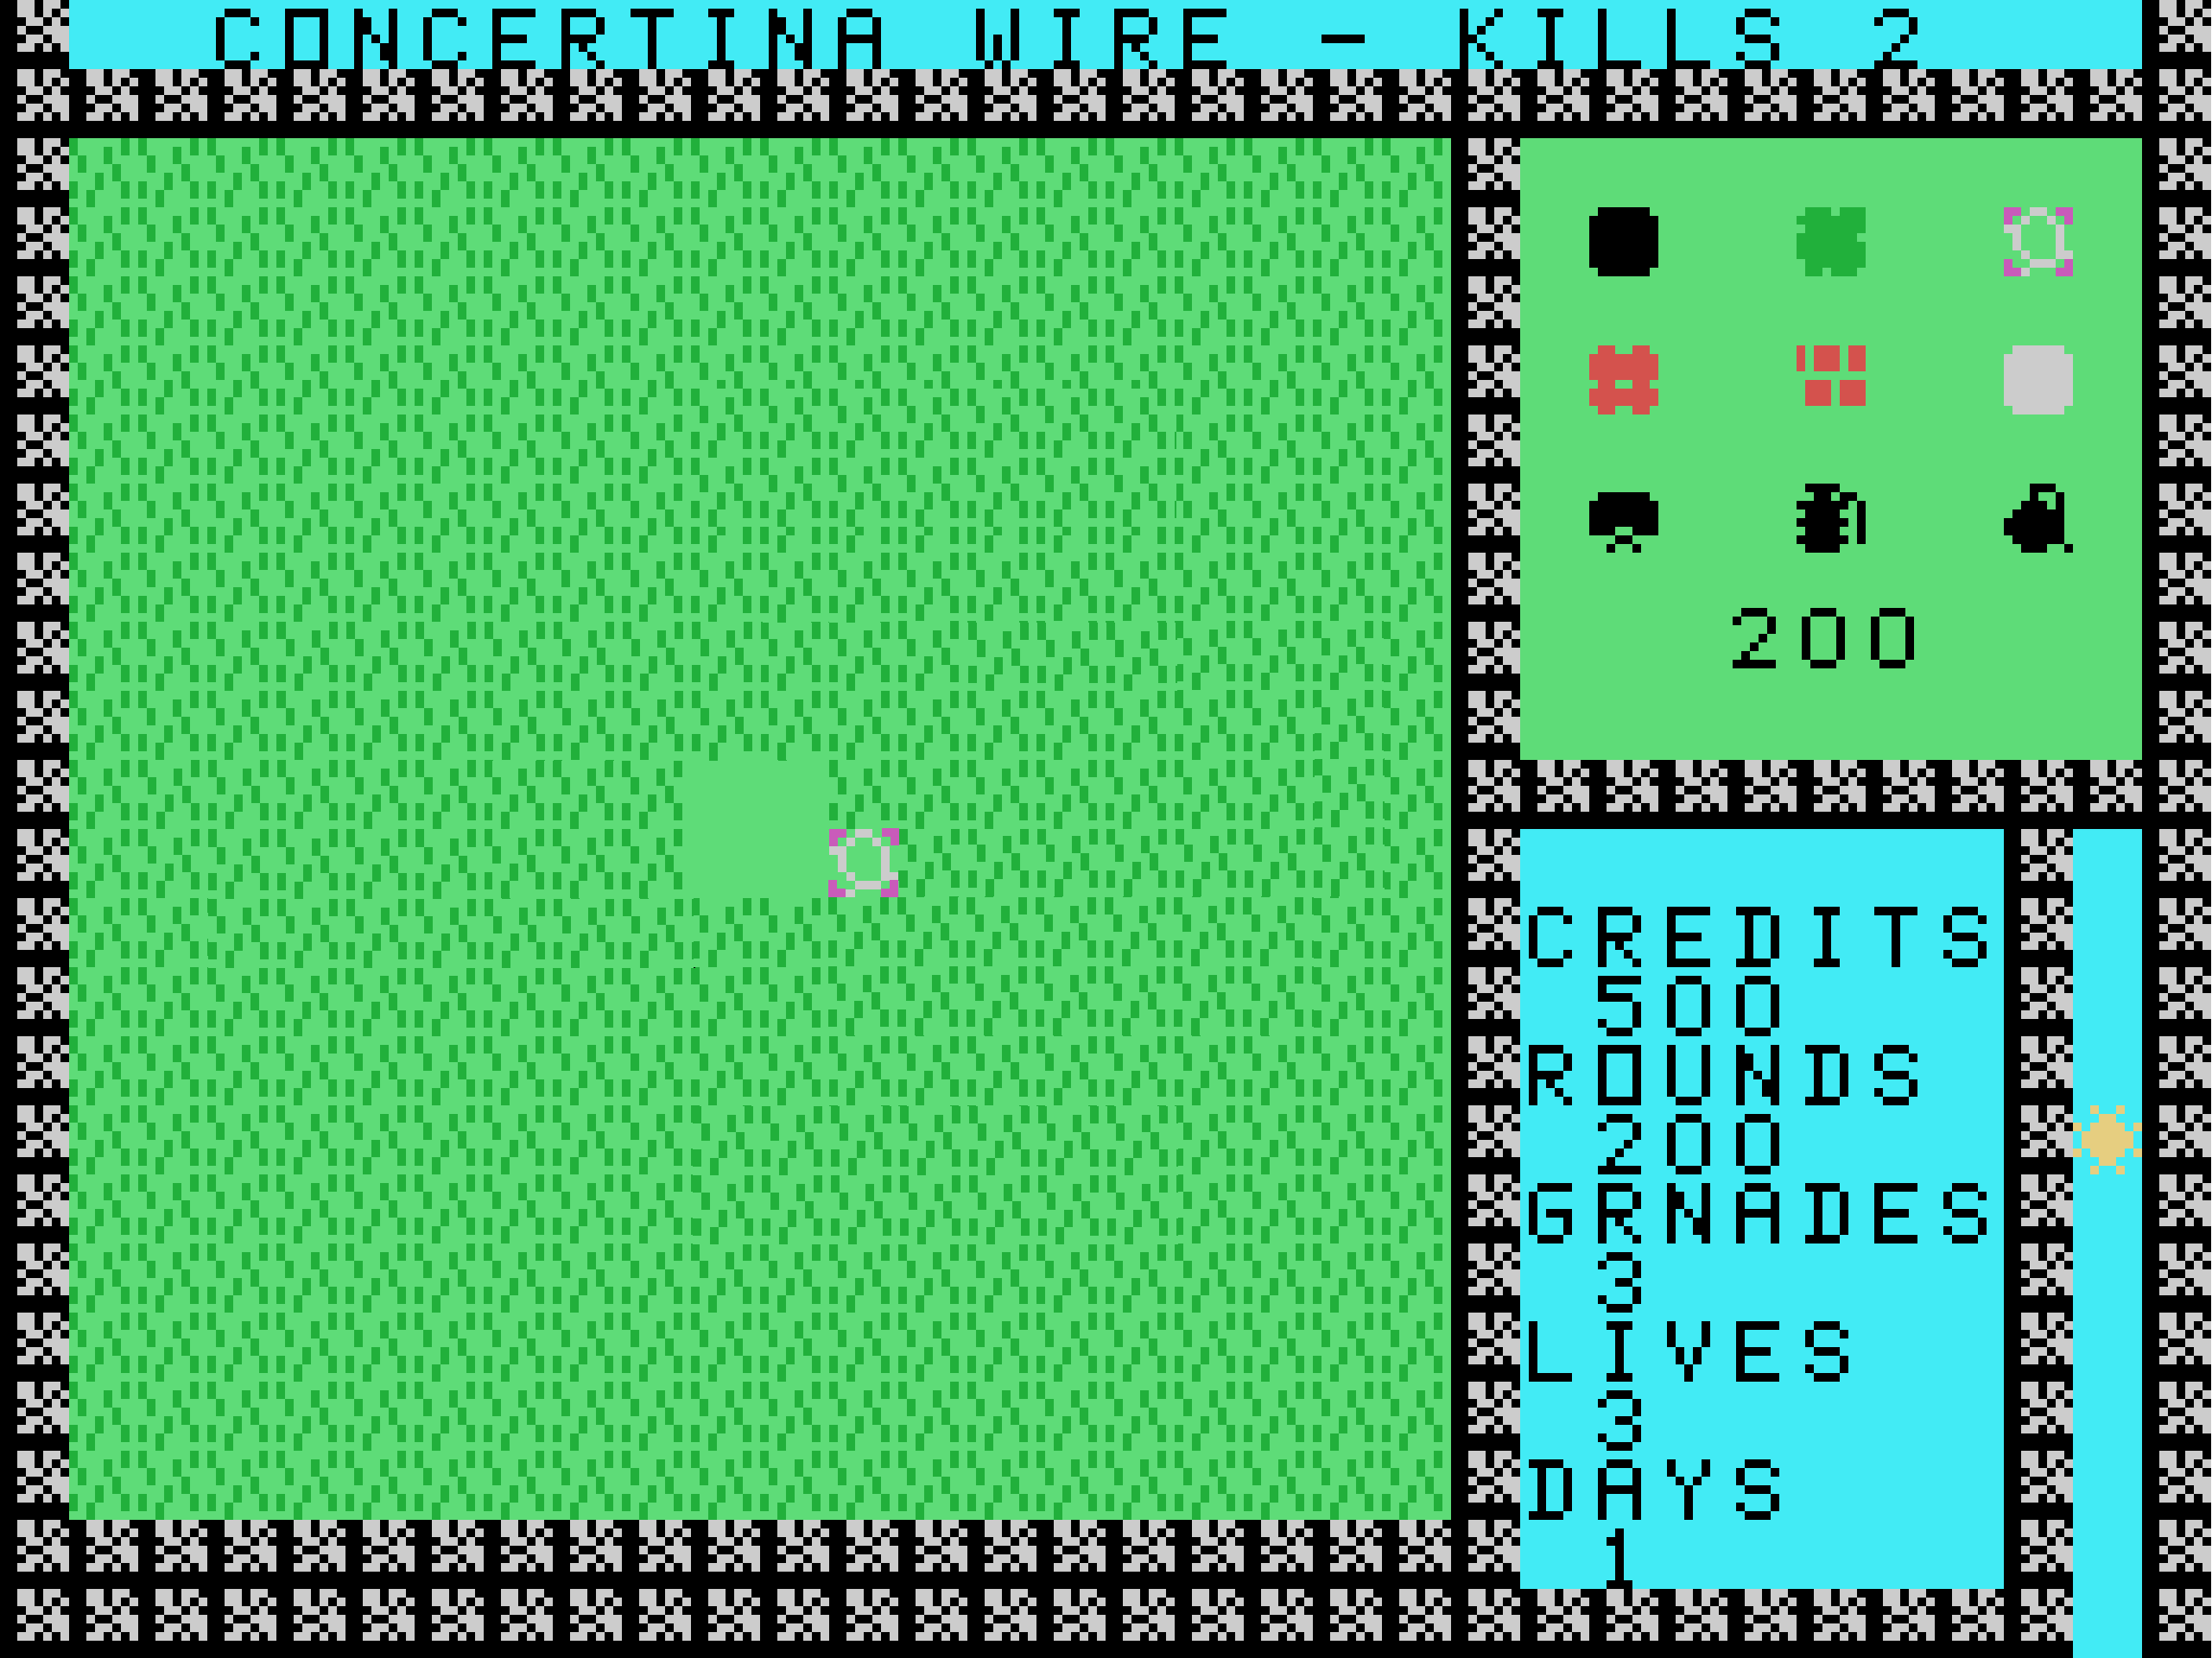 CONCERTINA WIRE - KILLS 2
200
CREDITS
500
ROUNDS
200
GRNADES
3
LIVES
3
DAYS
1